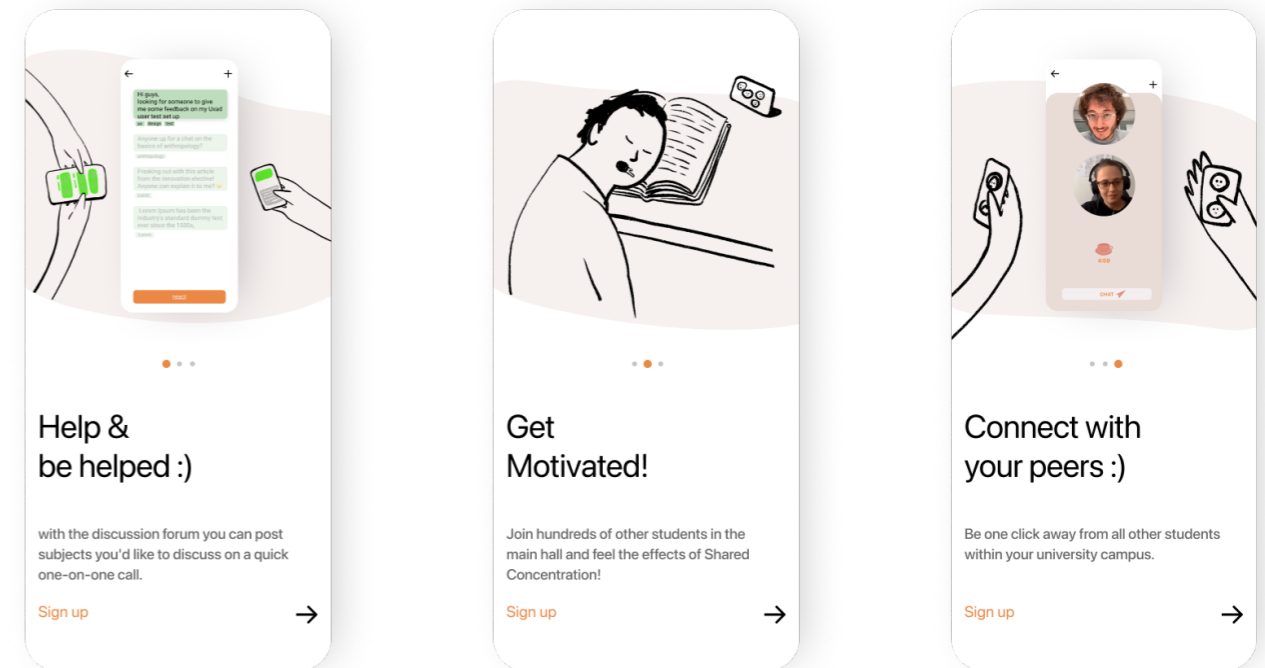 Hi guys,
looking for someone to give
me some feedback on my Uxad
user test set up
design test
Anyone up for a chat on the
basics of anthropology?
anthropology
Freaking out with this article
from the innovation elective!
Anyone can explain it to me?
Lorem Ipsum has been the
industry's standard dummy text
ever since the 1500s,
Help &
be helped :)
with the discussion forum you can post
subjects you'd like to discuss on a quick
one-on-one call.
Sign up
Get
Motivated!
Join hundreds of other students in the
main hall and feel the effects of Shared
Concentration!
Sign up
4:00
CHAT
Connect with
your peers :)
Be one click away from all other students
within your university campus.
Sign up